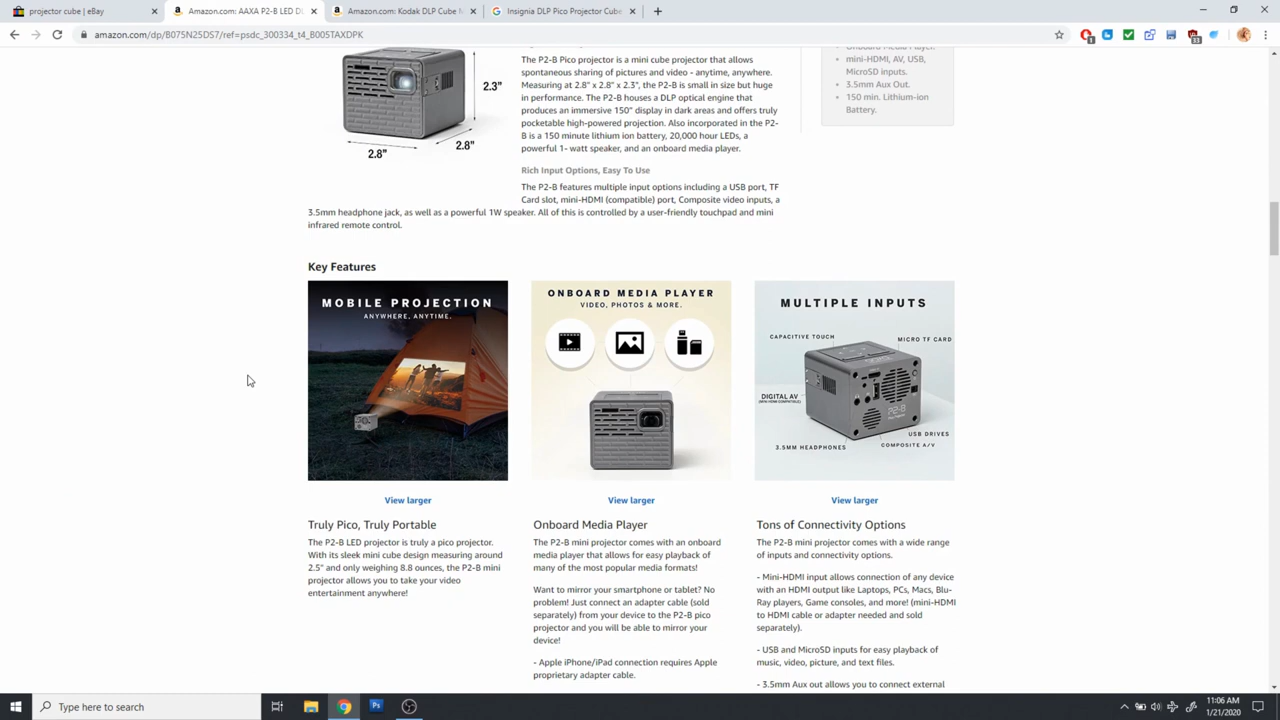 projector cube | eBay
Amazon.com: AAXA P2-B LED DL
Amazon.com: Kodak DLP Cube M
Insignia DLP Pico Projector Cube
amazon.com/dp/B075N25DS7/ref=psdc_300334_t4_B005TAXDPK
The P2-B Pico projector is a mini cube projector that allows
spontaneous sharing of pictures and video - anytime, anywhere.
Measuring at 2.8" x 2.8" x 2.3", the P2-B is small in size but huge
in performance. The P2-B houses a DLP optical engine that
produces an immersive 150" display in dark areas and offers truly
pocketable high-powered projection. Also incorporated in the P2-
B is a 150 minute lithium ion battery, 20,000 hour LEDs, a
powerful 1- watt speaker, and an onboard media player.
2.3"
2.8"
2.8"
Onboard Media Player.
mini-HDMI, AV, USB,
MicroSD inputs.
3.5mm Aux Out.
150 min. Lithium-ion
Battery.
Rich Input Options, Easy To Use
The P2-B features multiple input options including a USB port, TF
Card slot, mini-HDMI (compatible) port, Composite video inputs, a
3.5mm headphone jack, as well as a powerful 1W speaker. All of this is controlled by a user-friendly touchpad and mini
infrared remote control.
Key Features
MOBILE PROJECTION
ANYWHERE, ANYTIME.
ONBOARD MEDIA PLAYER
VIDEO, PHOTOS & MORE.
MULTIPLE INPUTS
CAPACITIVE TOUCH
MICRO TF CARD
DIGITAL AV
(MINI HDMI COMPATIBLE)
P2-B
USB DRIVES
COMPOSITE A/V
3.5MM HEADPHONES
View larger
View larger
View larger
Truly Pico, Truly Portable
The P2-B LED projector is truly a pico projector.
With its sleek mini cube design measuring around
2.5" and only weighing 8.8 ounces, the P2-B mini
projector allows you to take your video
entertainment anywhere!
Onboard Media Player
The P2-B mini projector comes with an onboard
media player that allows for easy playback of
many of the most popular media formats!
Want to mirror your smartphone or tablet? No
problem! Just connect an adapter cable (sold
separately) from your device to the P2-B pico
projector and you will be able to mirror your
device!
- Apple iPhone/iPad connection requires Apple
proprietary adapter cable.
Tons of Connectivity Options
The P2-B mini projector comes with a wide range
of inputs and connectivity options.
- Mini-HDMI input allows connection of any device
with an HDMI output like Laptops, PCs, Macs, Blu-
Ray players, Game consoles, and more! (mini-HDMI
to HDMI cable or adapter needed and sold
separately).
- USB and MicroSD inputs for easy playback of
music, video, picture, and text files.
- 3.5mm Aux out allows you to connect external
Type here to search
Ps
11:06 AM
1/21/2020